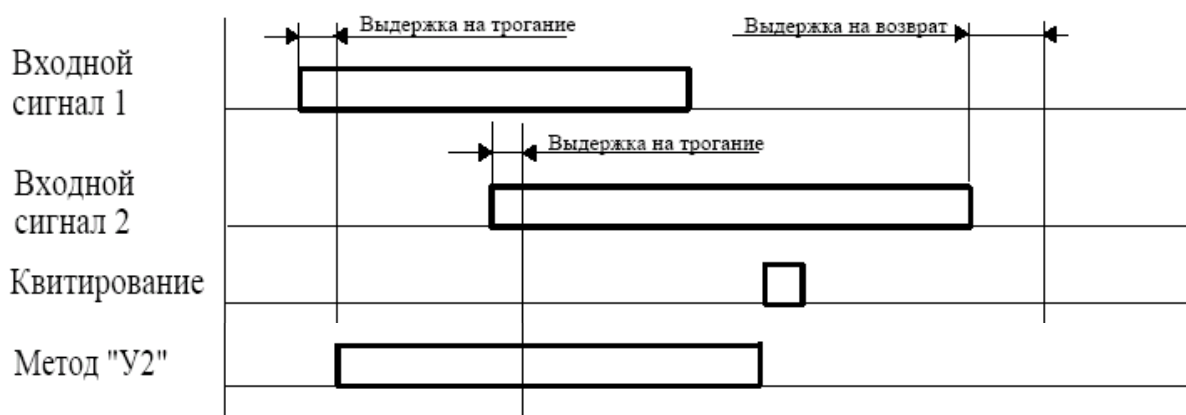 Выдержка на трогание
Выдержка на возврат
Входной
сигнал 1
Выдержка на трогание
Входной
сигнал 2
Квитирование
Метод "У2"